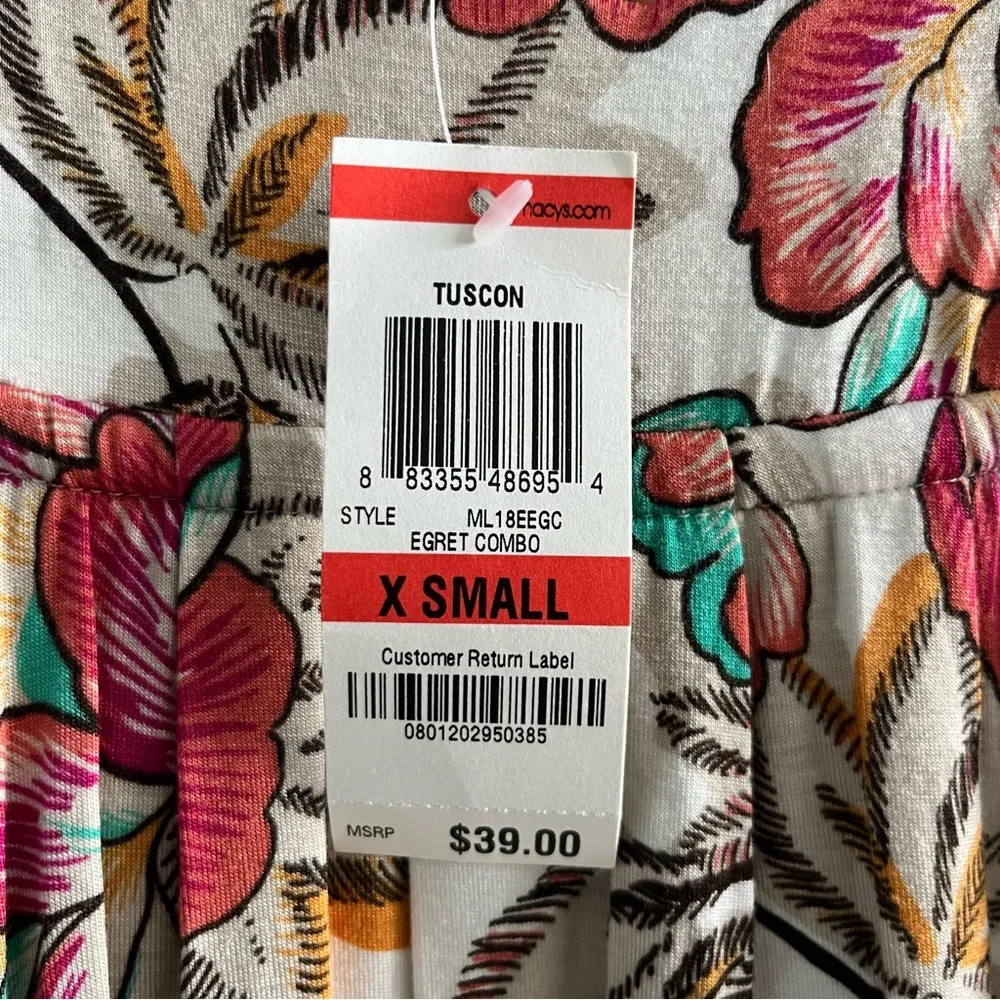 macys.com
TUSCON
8 83355 48695 4
STYLE ML18EEGC
EGRET COMBO
X SMALL
Customer Return Label
0801202950385
MSRP $39.00